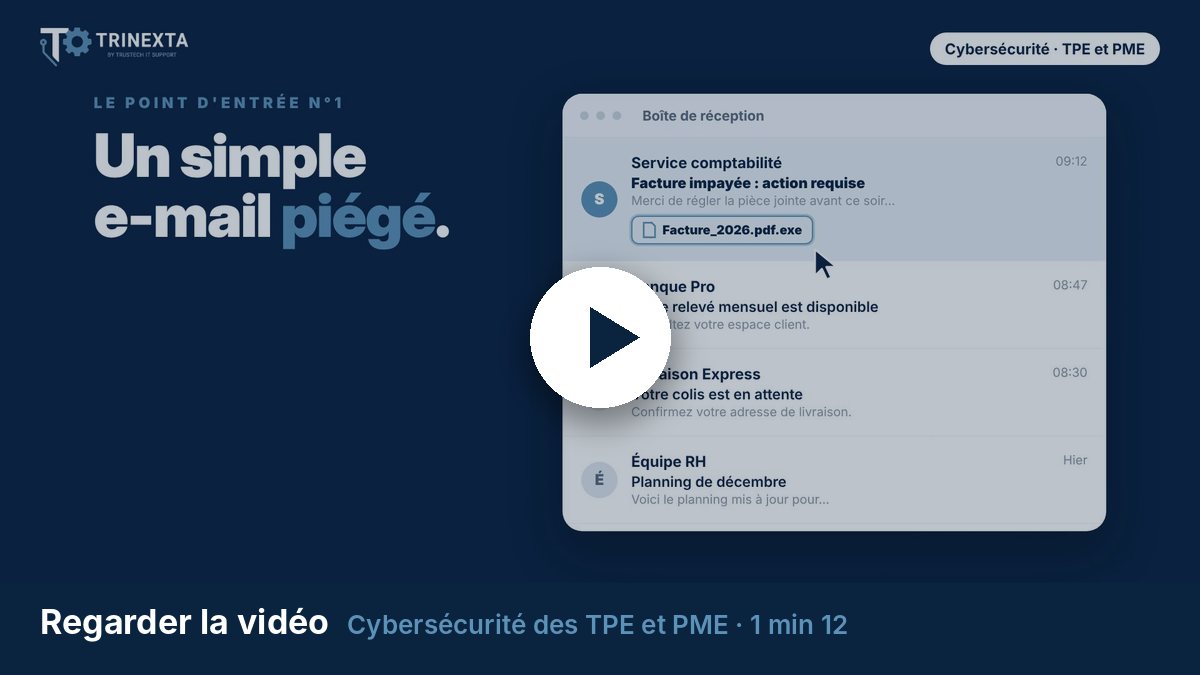 TRINEXTA
BY TRUSTECH IT SUPPORT
Cybersécurité · TPE et PME
LE POINT D'ENTRÉE N°1
Un simple
e-mail piégé.
Boîte de réception
Service comptabilité
09:12
Facture impayée : action requise
Merci de régler la pièce jointe avant ce soir...
S
Facture_2026.pdf.exe
Pro
08:47
relevé mensuel est disponible
votre espace client.
Express
08:30
colis est en attente
Confirmez votre adresse de livraison.
Équipe RH
Hier
É
Planning de décembre
Voici le planning mis à jour pour...
Regarder la vidéo
Cybersécurité des TPE et PME · 1 min 12